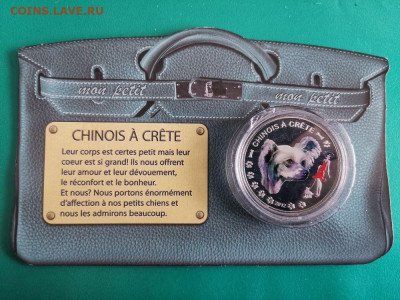 COINS.LAVE.RU
mon petit
mon petit
CHINOIS À CRÊTE
Leur corps est certes petit mais leur
coeur est si grand! Ils nous offrent
leur amour et leur dévouement,
le réconfort et le bonheur.
Et nous? Nous portons énormément
d'affection à nos petits chiens et
nous les admirons beaucoup.
CHINOIS À CRÊTE
2012